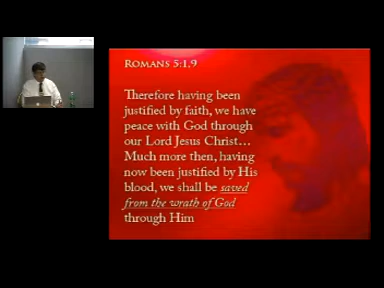 Romans 5:1,9
Therefore having been
justified by faith, we have
peace with God through
our Lord Jesus Christ...
Much more then, having
now been justified by His
blood, we shall be saved
from the wrath of God
through Him